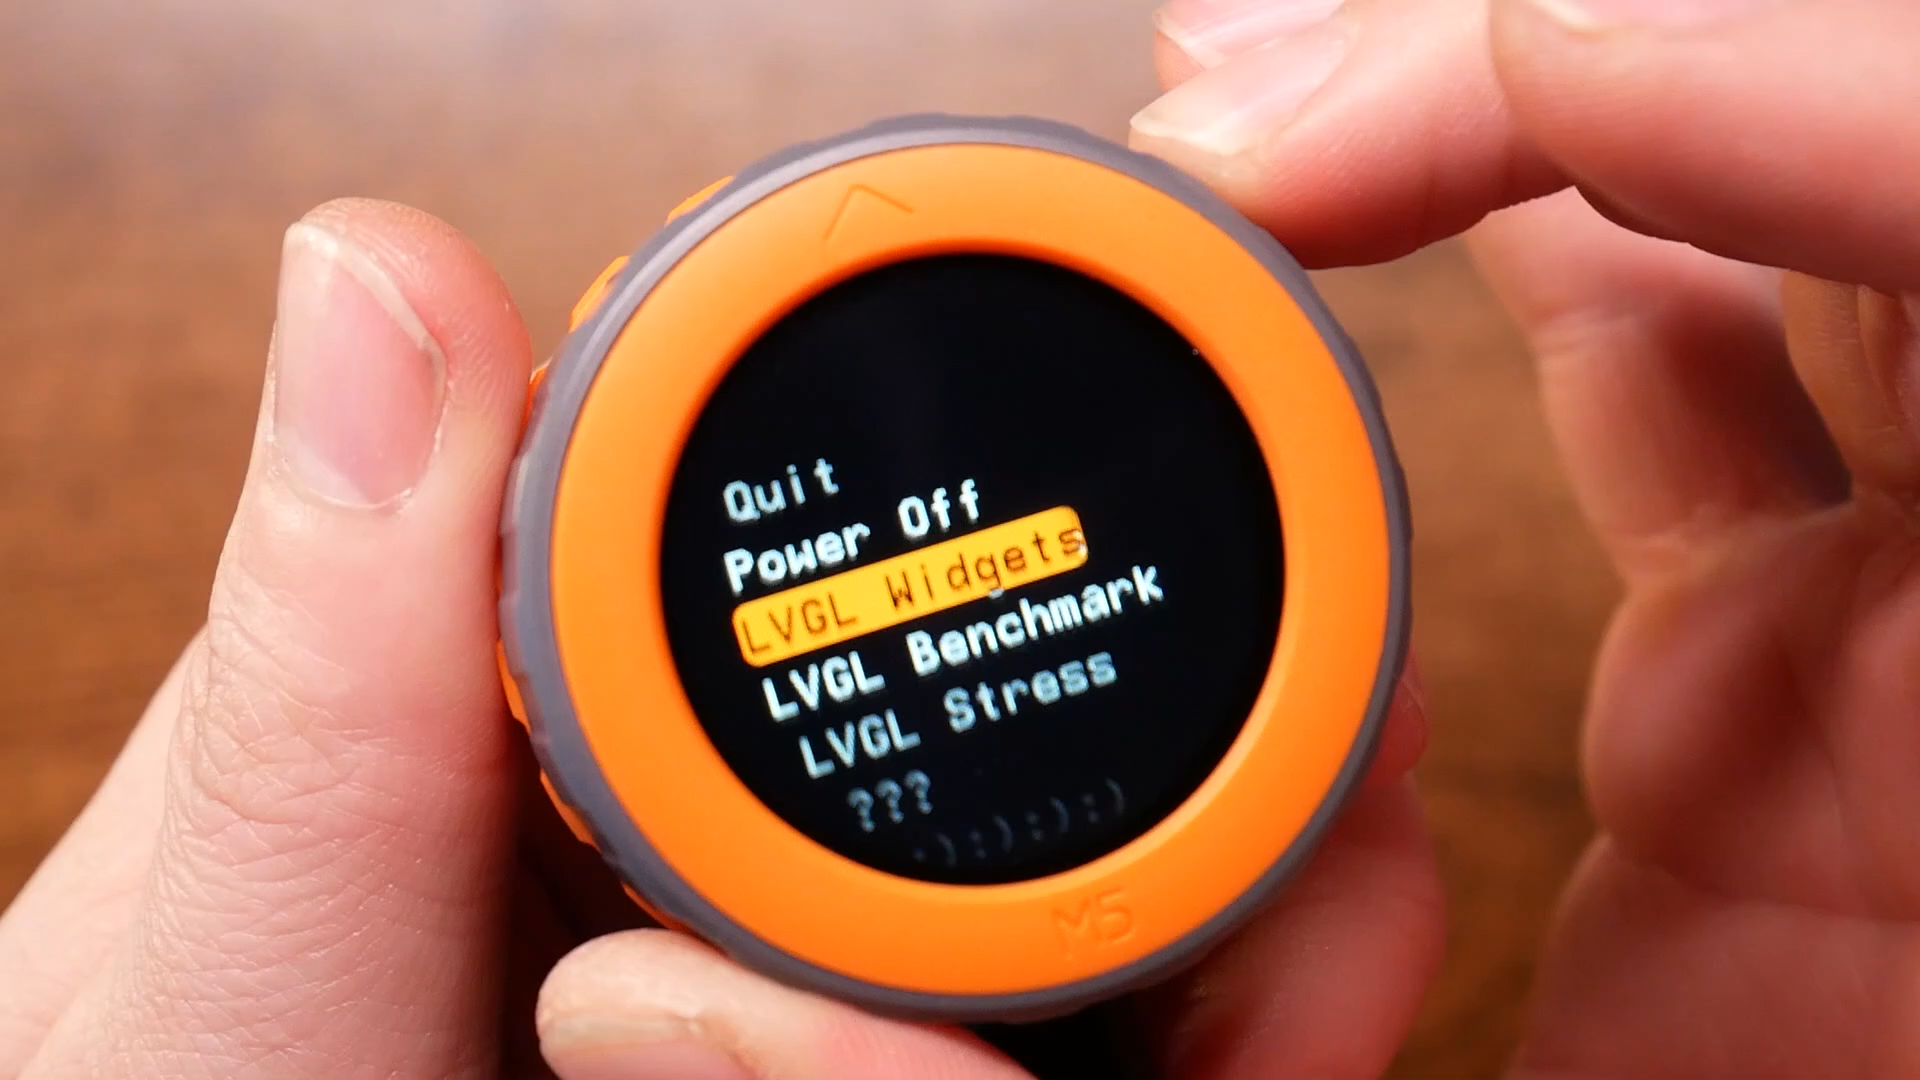 Quit
Power Off
LVGL Widgets
LVGL Benchmark
LVGL Stress
???
:):):):)
M5